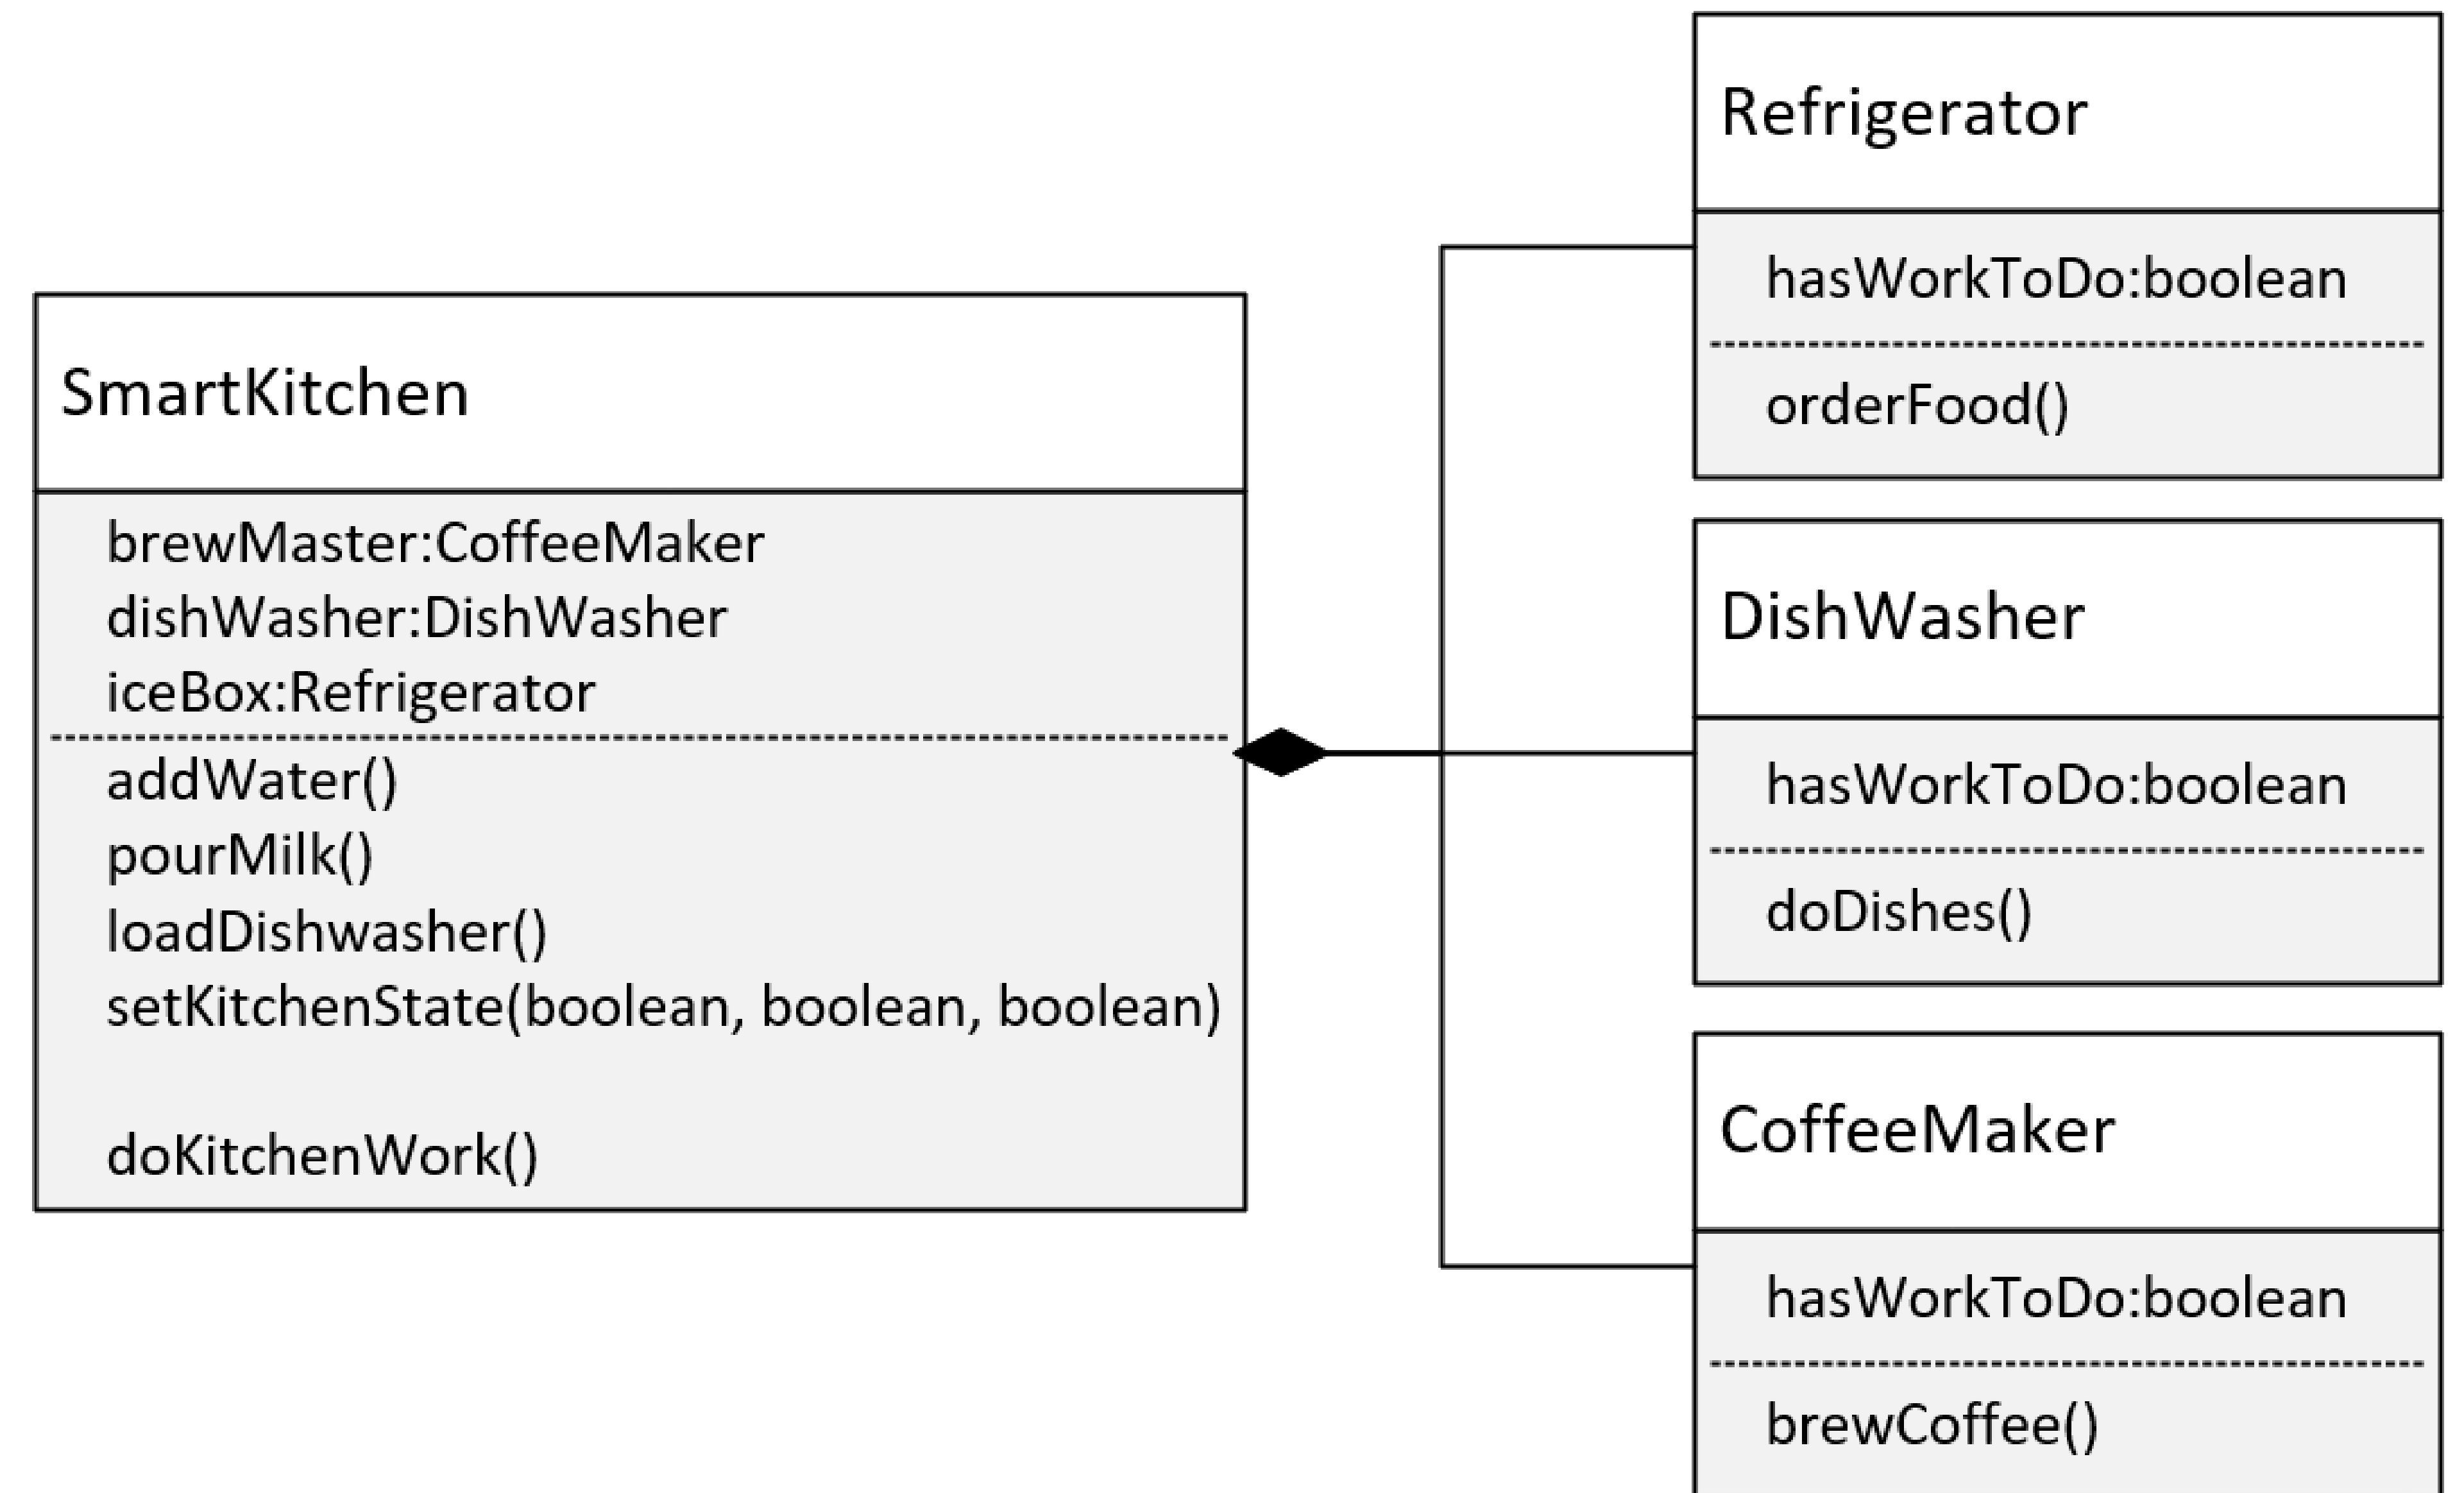 SmartKitchen
brewMaster:CoffeeMaker
dishWasher:DishWasher
iceBox:Refrigerator
addWater()
pourMilk()
loadDishwasher()
setKitchenState(boolean, boolean, boolean)
doKitchenWork()
Refrigerator
hasWorkToDo:boolean
orderFood()
DishWasher
hasWorkToDo:boolean
doDishes()
CoffeeMaker
hasWorkToDo:boolean
brewCoffee()